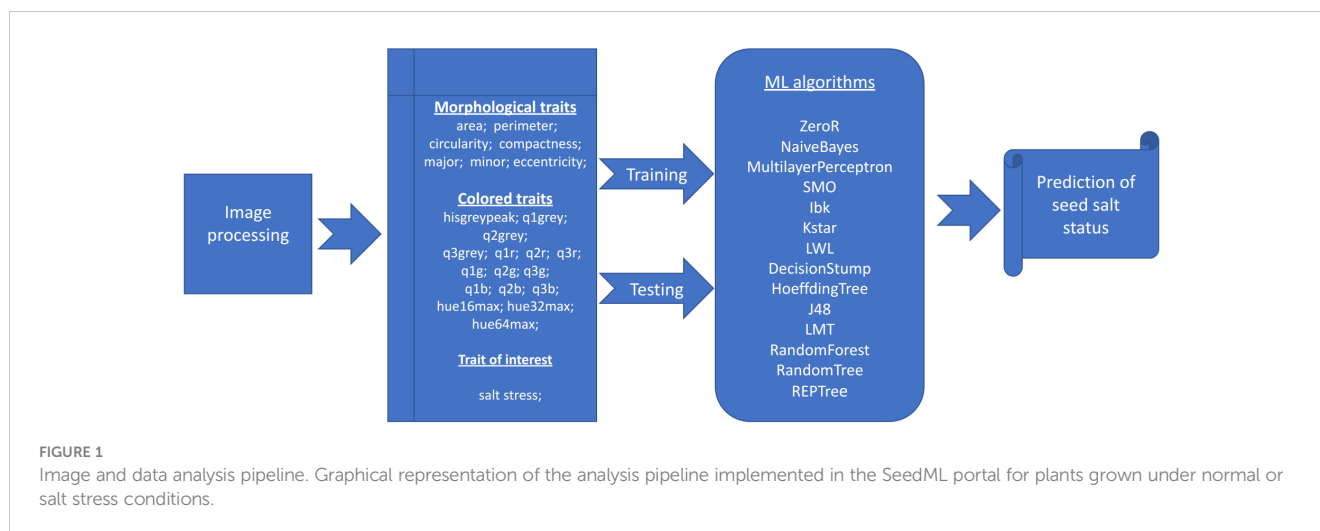 Image
processing
Morphological traits
area; perimeter;
circularity; compactness;
major; minor; eccentricity;
Colored traits
hisgreypeak; q1grey;
q2grey;
q3grey; q1r; q2r; q3r;
q1g; q2g; q3g;
q1b; q2b; q3b;
hue16max; hue32max;
hue64max;
Trait of interest
salt stress;
Training
Testing
ML algorithms
ZeroR
NaiveBayes
MultilayerPerceptron
SMO
Ibk
Kstar
LWL
DecisionStump
HoeffdingTree
J48
LMT
RandomForest
RandomTree
REPTree
Prediction of
seed salt
status
FIGURE 1
Image and data analysis pipeline. Graphical representation of the analysis pipeline implemented in the SeedML portal for plants grown under normal or
salt stress conditions.